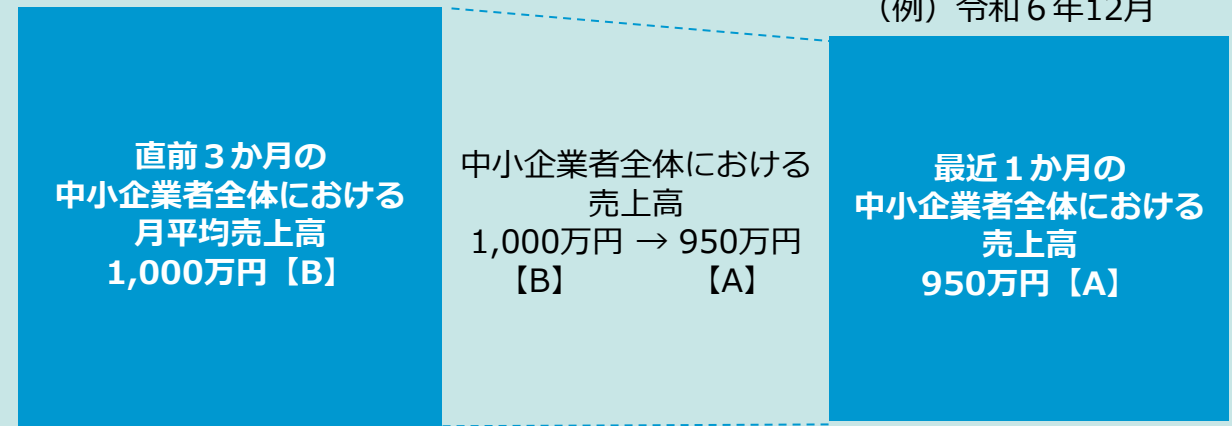 （例）令和６年12月
直前３か月の
中小企業者全体における
月平均売上高
1,000万円【B】
中小企業者全体における
売上高
1,000万円 → 950万円
【B】 【A】
最近１か月の
中小企業者全体における
売上高
950万円【A】